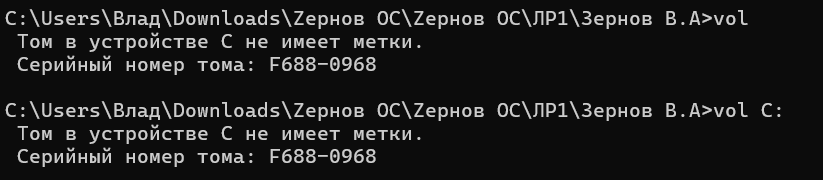 C:\Users\Влад\Downloads\Zернов ОС\Zернов ОС\ЛР1\Зернов В.А>vol
Том в устройстве C не имеет метки.
Серийный номер тома: F688-0968
C:\Users\Влад\Downloads\Zернов ОС\Zернов ОС\ЛР1\Зернов В.А>vol C:
Том в устройстве C не имеет метки.
Серийный номер тома: F688-0968